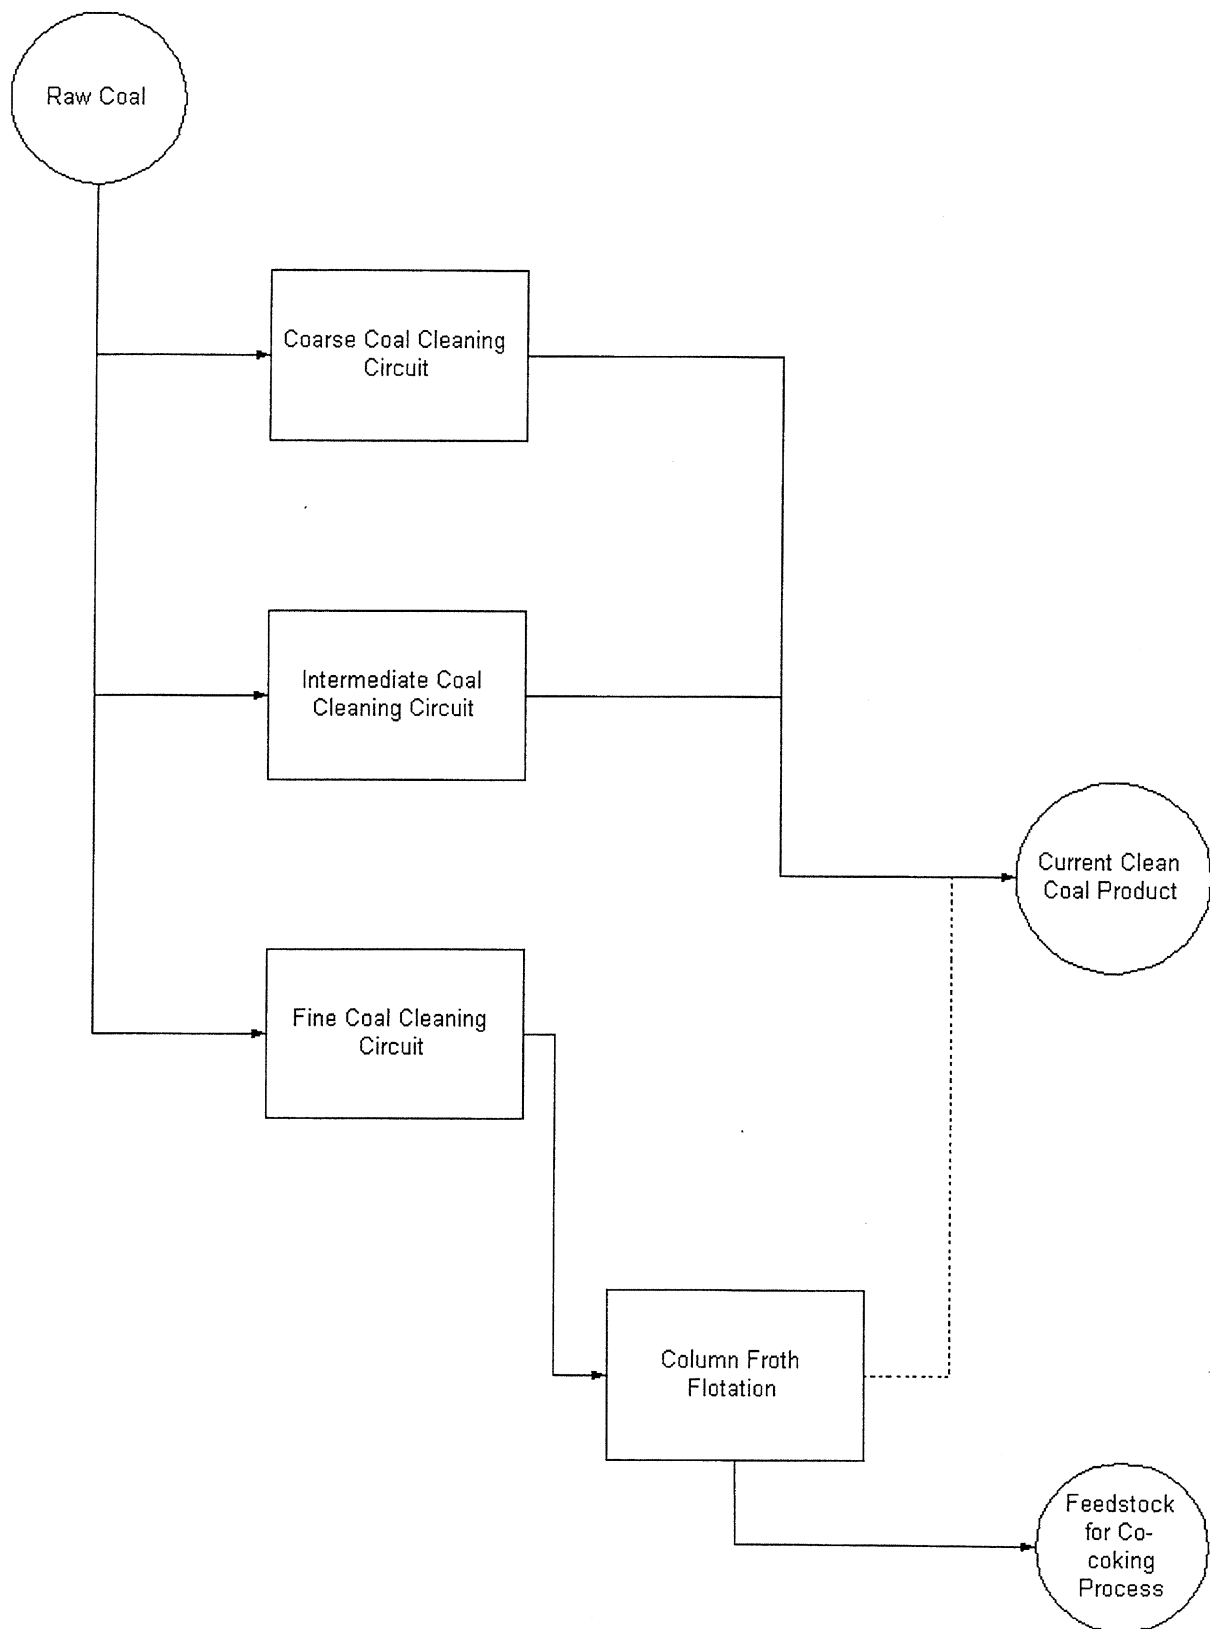 Raw Coal
Coarse Coal Cleaning
Circuit
Intermediate Coal
Cleaning Circuit
Current Clean
Coal Product
Fine Coal Cleaning
Circuit
Column Froth
Flotation
Feedstock
for Co-
coking
Process